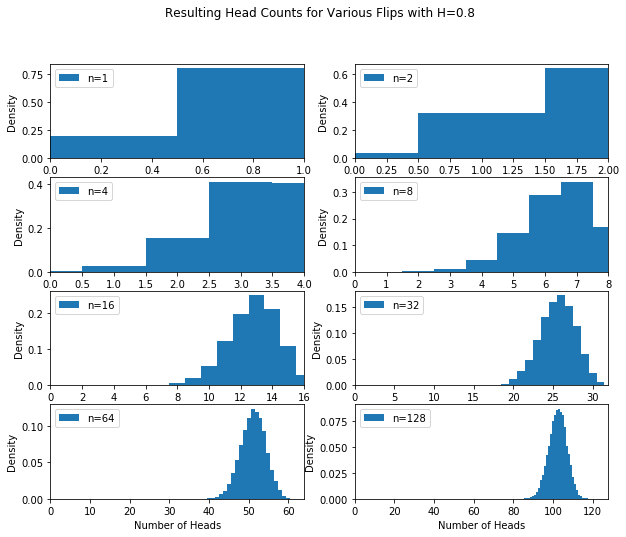 Resulting Head Counts for Various Flips with H=0.8
n=1
Density
0.75
0.50
0.25
0.00
0.0 0.2 0.4 0.6 0.8 1.0
n=2
Density
0.6
0.4
0.2
0.0
0.00 0.25 0.50 0.75 1.00 1.25 1.50 1.75 2.00
n=4
Density
0.4
0.2
0.0
0.0 0.5 1.0 1.5 2.0 2.5 3.0 3.5 4.0
n=8
Density
0.3
0.2
0.1
0.0
0 1 2 3 4 5 6 7 8
n=16
Density
0.2
0.1
0.0
0 2 4 6 8 10 12 14 16
n=32
Density
0.15
0.10
0.05
0.00
0 5 10 15 20 25 30
n=64
Density
0.10
0.05
0.00
0 10 20 30 40 50 60
Number of Heads
n=128
Density
0.075
0.050
0.025
0.000
0 20 40 60 80 100 120
Number of Heads